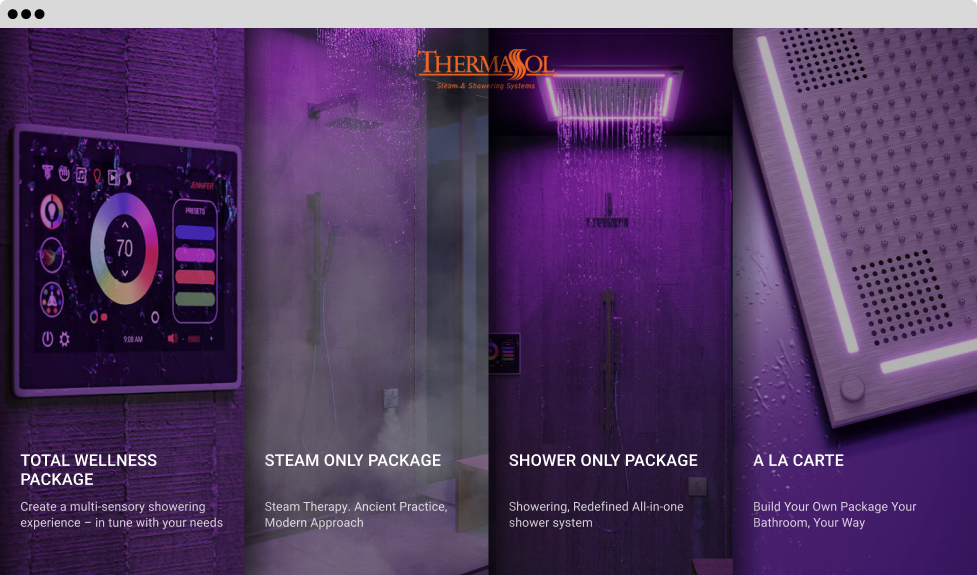 THERMASOL
Steam & Showering Systems
JENNIFER
PRESETS
70
9:08 AM
TOTAL WELLNESS
PACKAGE
Create a multi-sensory showering
experience – in tune with your needs
STEAM ONLY PACKAGE
Steam Therapy. Ancient Practice,
Modern Approach
SHOWER ONLY PACKAGE
Showering, Redefined All-in-one
shower system
A LA CARTE
Build Your Own Package Your
Bathroom, Your Way